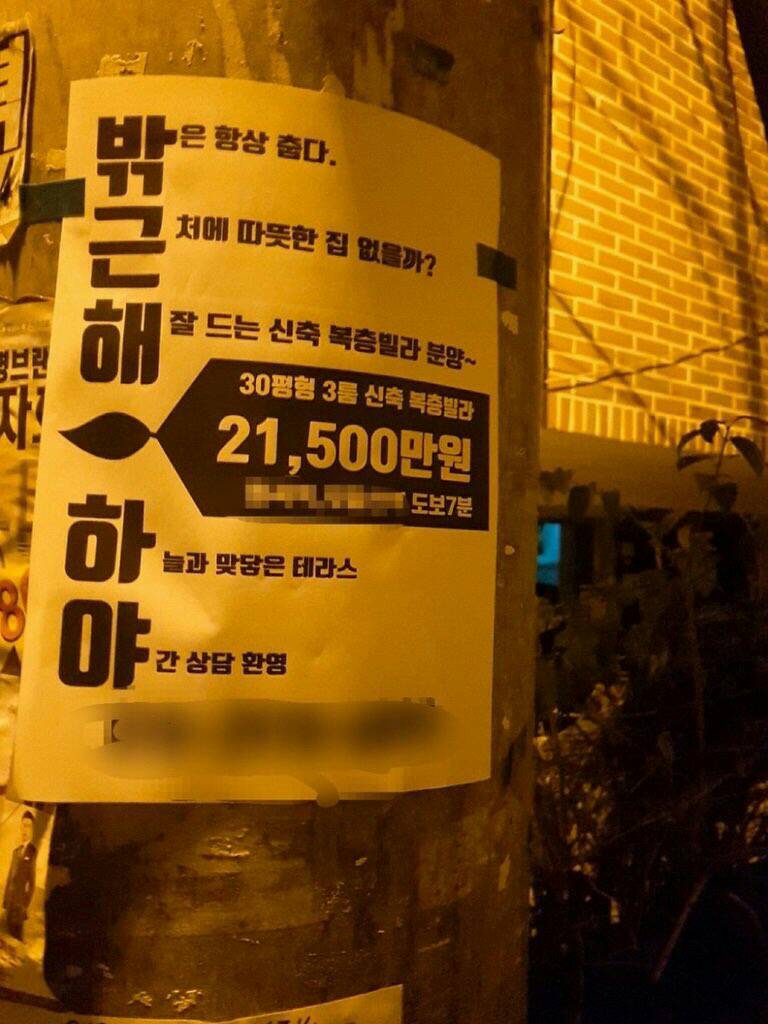 밖은 항상 춥다.
근처에 따뜻한 집 없을까?
해잘 드는 신축 복층빌라 분양~
30평형 3룸 신축 복층빌라
21,500만원
도보7분
하늘과 맞닿은 테라스
야간 상담 환영
명브랜